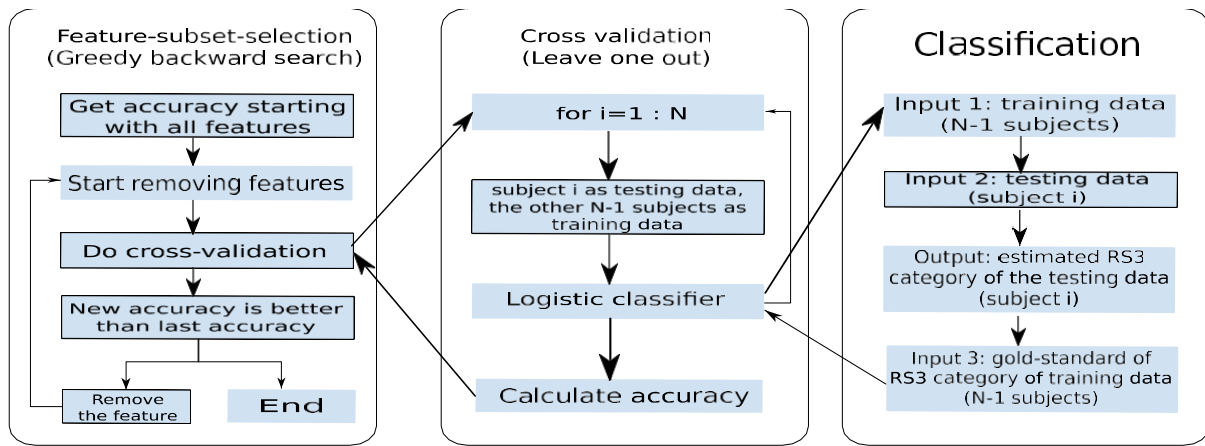 Feature-subset-selection
(Greedy backward search)
Get accuracy starting
with all features
Start removing features
Do cross-validation
New accuracy is better
than last accuracy
Remove
the feature
End
Cross validation
(Leave one out)
for i=1 : N
subject i as testing data,
the other N-1 subjects as
training data
Logistic classifier
Calculate accuracy
Classification
Input 1: training data
(N-1 subjects)
Input 2: testing data
(subject i)
Output: estimated RS3
category of the testing data
(subject i)
Input 3: gold-standard of
RS3 category of training data
(N-1 subjects)